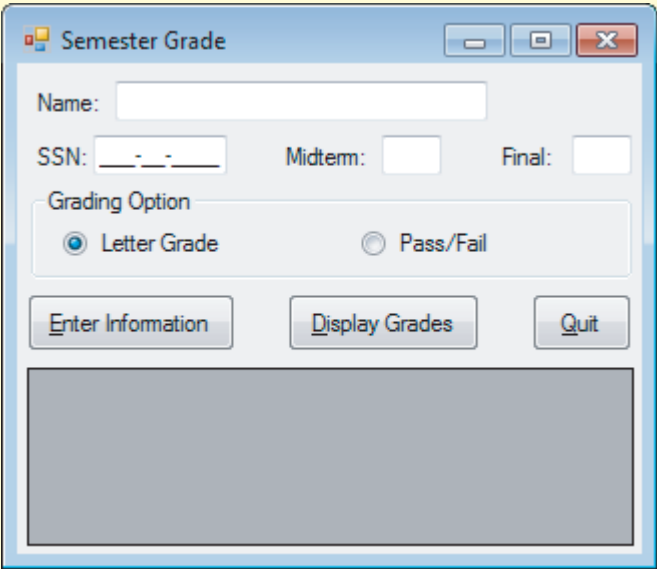 Semester Grade
Name:
SSN: ___-__-____ Midterm: Final:
Grading Option
Letter Grade Pass/Fail
Enter Information Display Grades Quit